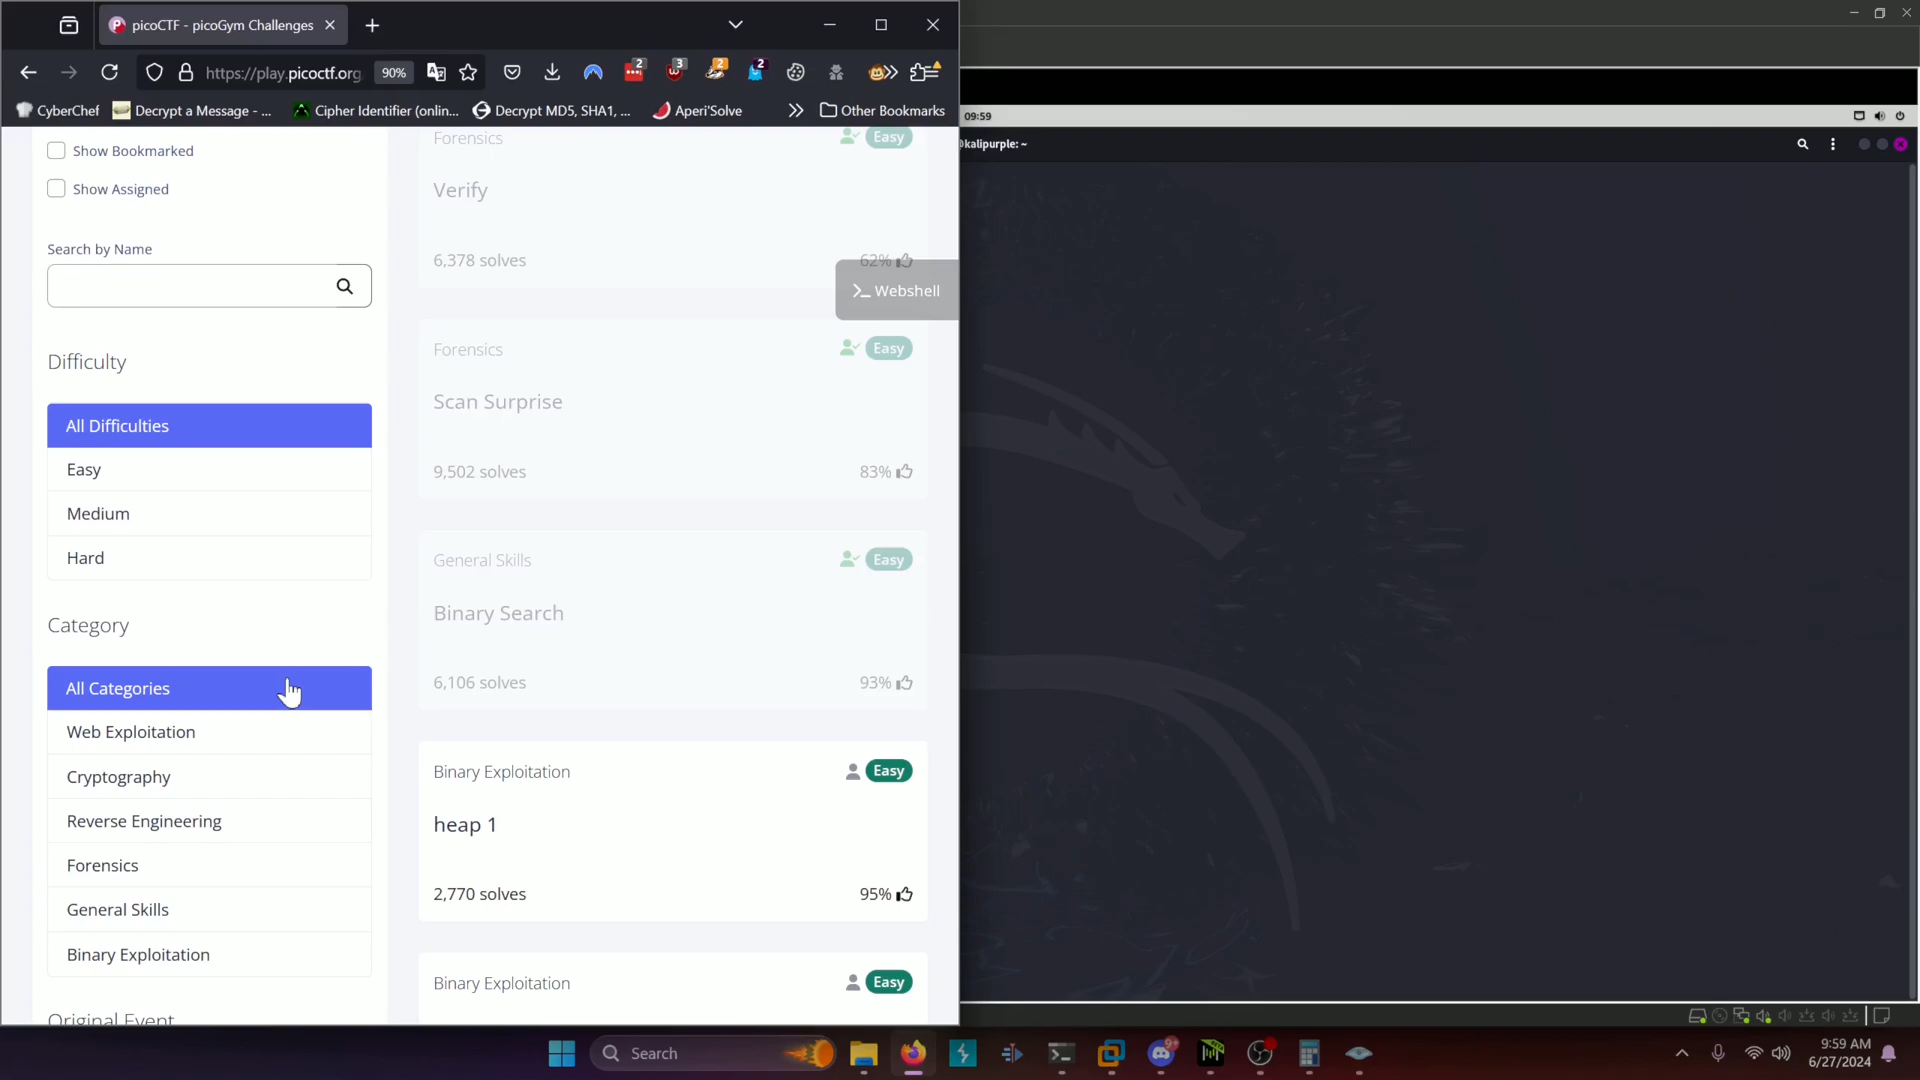 picoCTF - picoGym Challenges
https://play.picoctf.org
90%
2
3
2
2
CyberChef
Decrypt a Message - ...
Cipher Identifier (onlin...
Decrypt MD5, SHA1, ...
Aperi'Solve
Other Bookmarks
Show Bookmarked
Show Assigned
Search by Name
Difficulty
All Difficulties
Easy
Medium
Hard
Category
All Categories
Web Exploitation
Cryptography
Reverse Engineering
Forensics
General Skills
Binary Exploitation
Original Event
Forensics
Easy
Verify
6,378 solves
62%
>_ Webshell
Forensics
Easy
Scan Surprise
9,502 solves
83%
General Skills
Easy
Binary Search
6,106 solves
93%
Binary Exploitation
Easy
heap 1
2,770 solves
95%
Binary Exploitation
Easy
09:59
kalipurple: ~
Search
9+
9:59 AM
6/27/2024